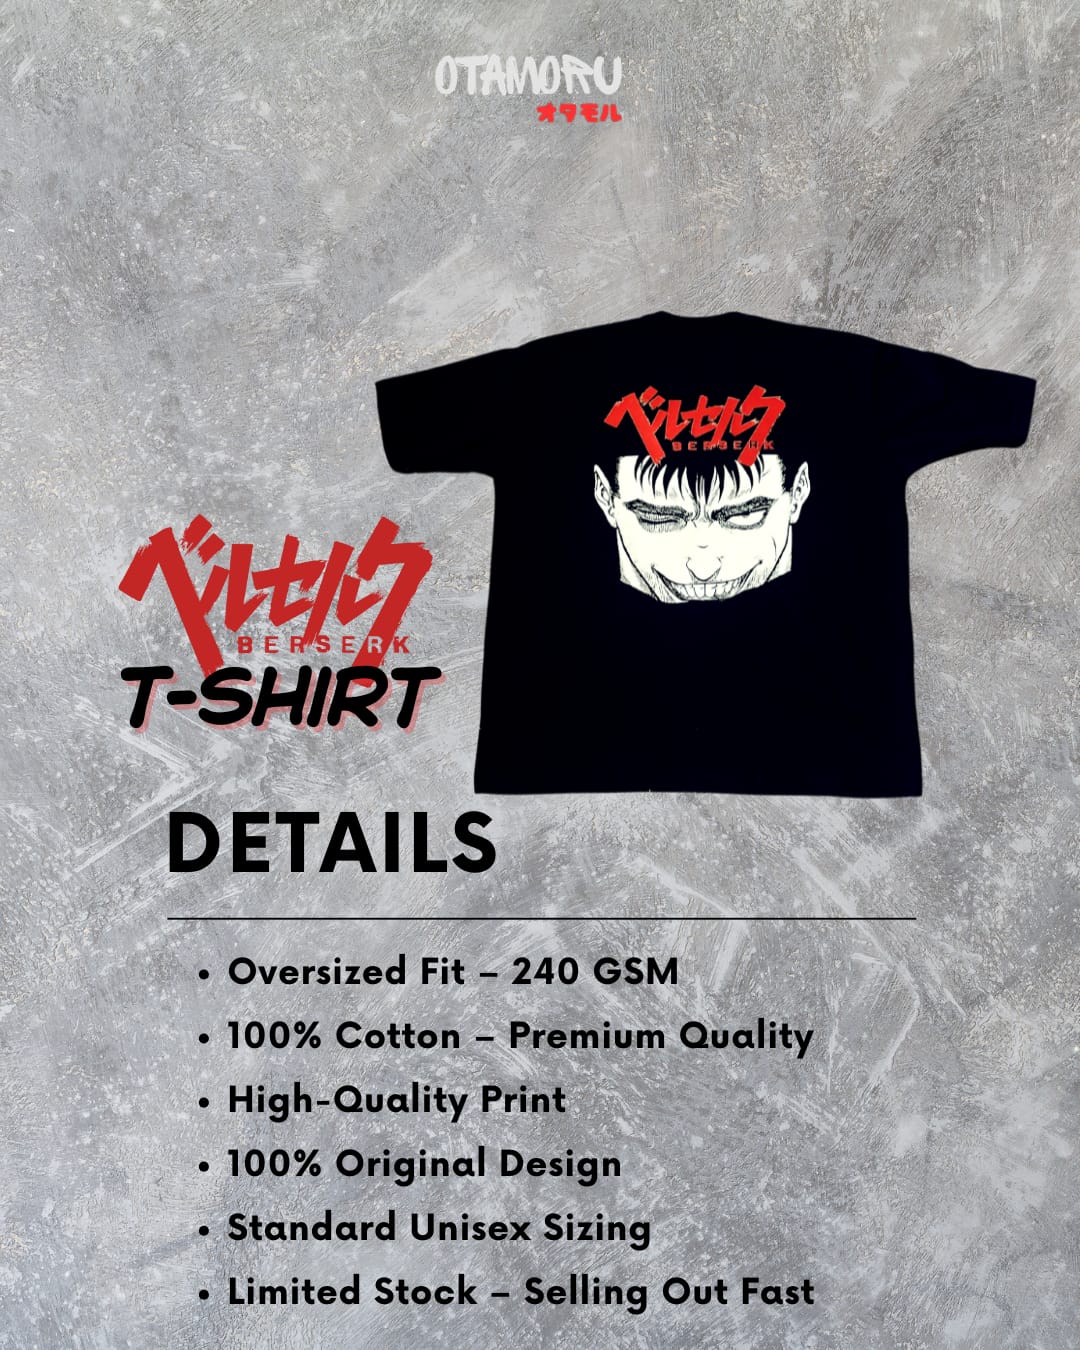 OTAMORU
オタモル
ベルセルク
BERSERK
ベルセルク
BERSERK
T-SHIRT
DETAILS
• Oversized Fit – 240 GSM
• 100% Cotton – Premium Quality
• High-Quality Print
• 100% Original Design
• Standard Unisex Sizing
• Limited Stock – Selling Out Fast